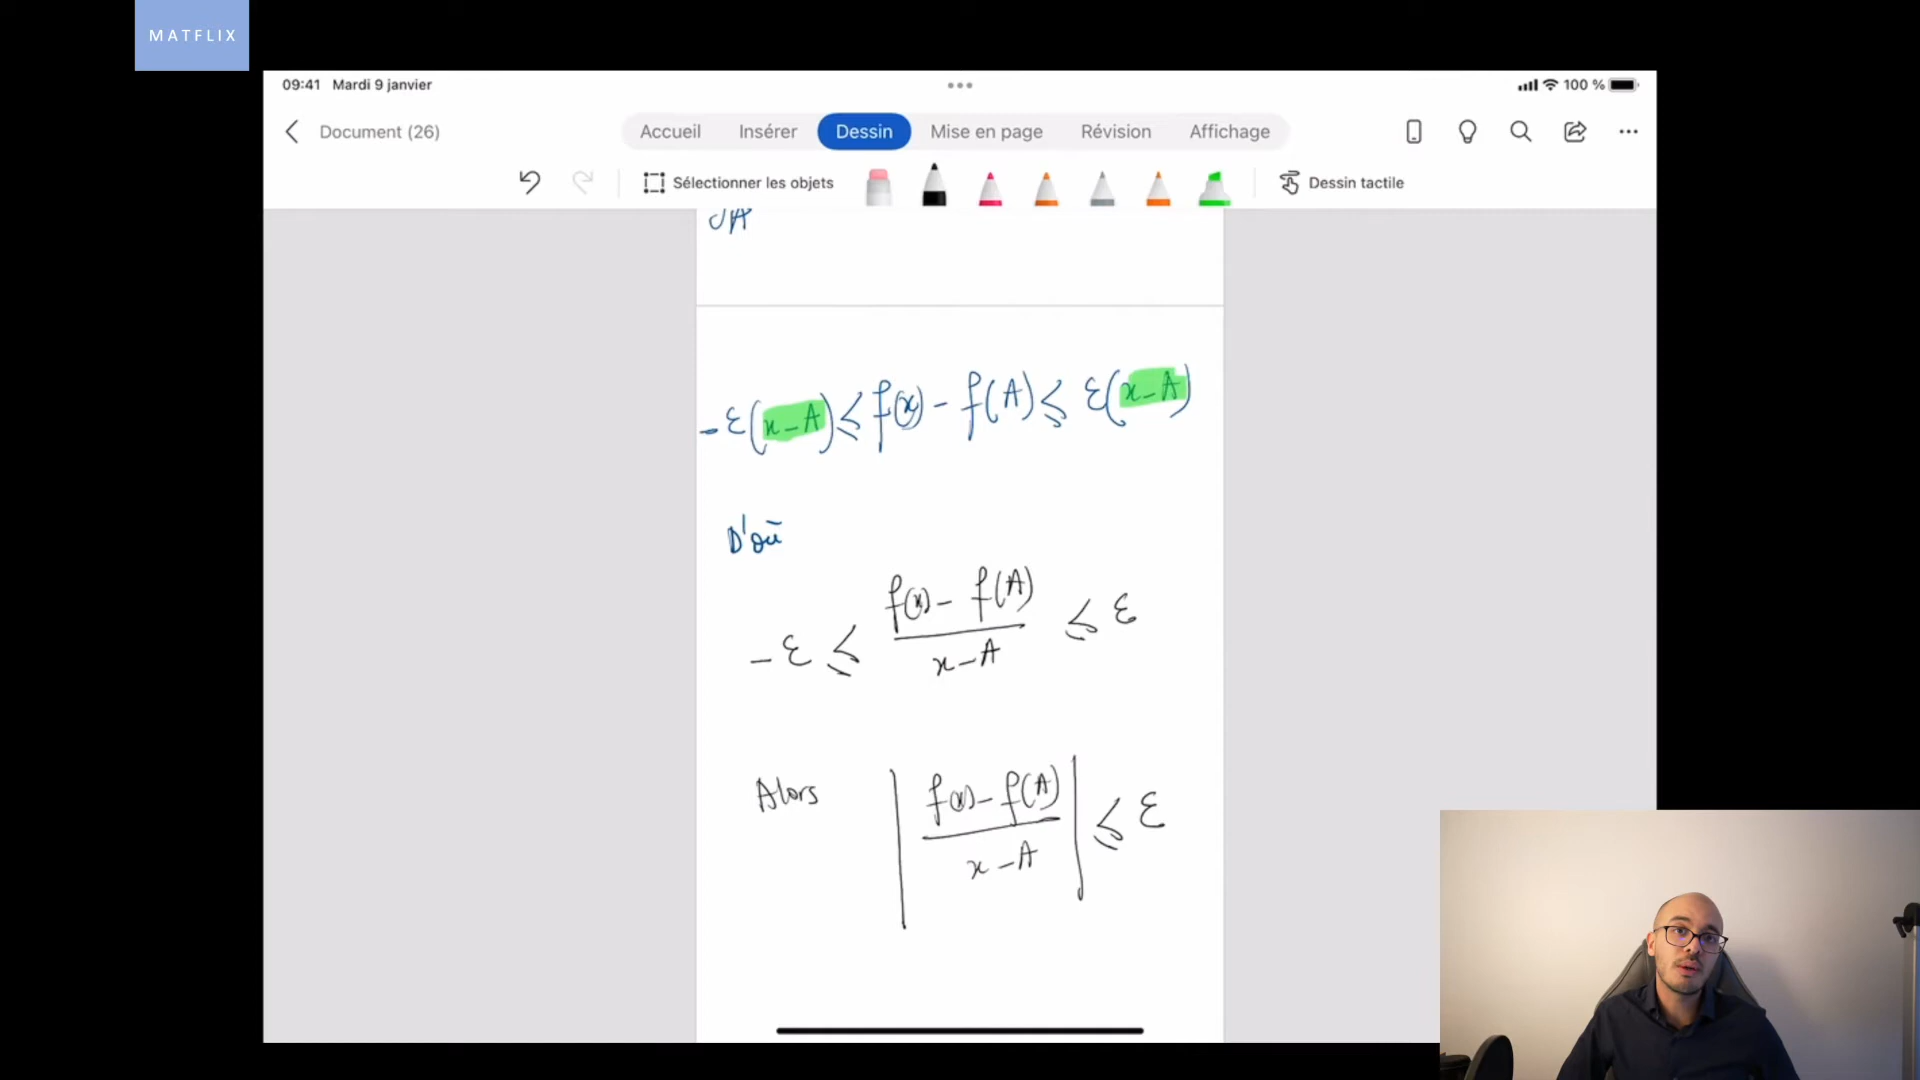 MATFLIX
09:41 Mardi 9 janvier
100 %
Document (26)
Accueil Insérer Dessin Mise en page Révision Affichage
Sélectionner les objets
Dessin tactile
-ε(x-A) ≤ f(x) - f(A) ≤ ε(x-A)
D'où
-ε ≤ (f(x) - f(A))/(x-A) ≤ ε
Alors |(f(x) - f(A))/(x-A)| ≤ ε